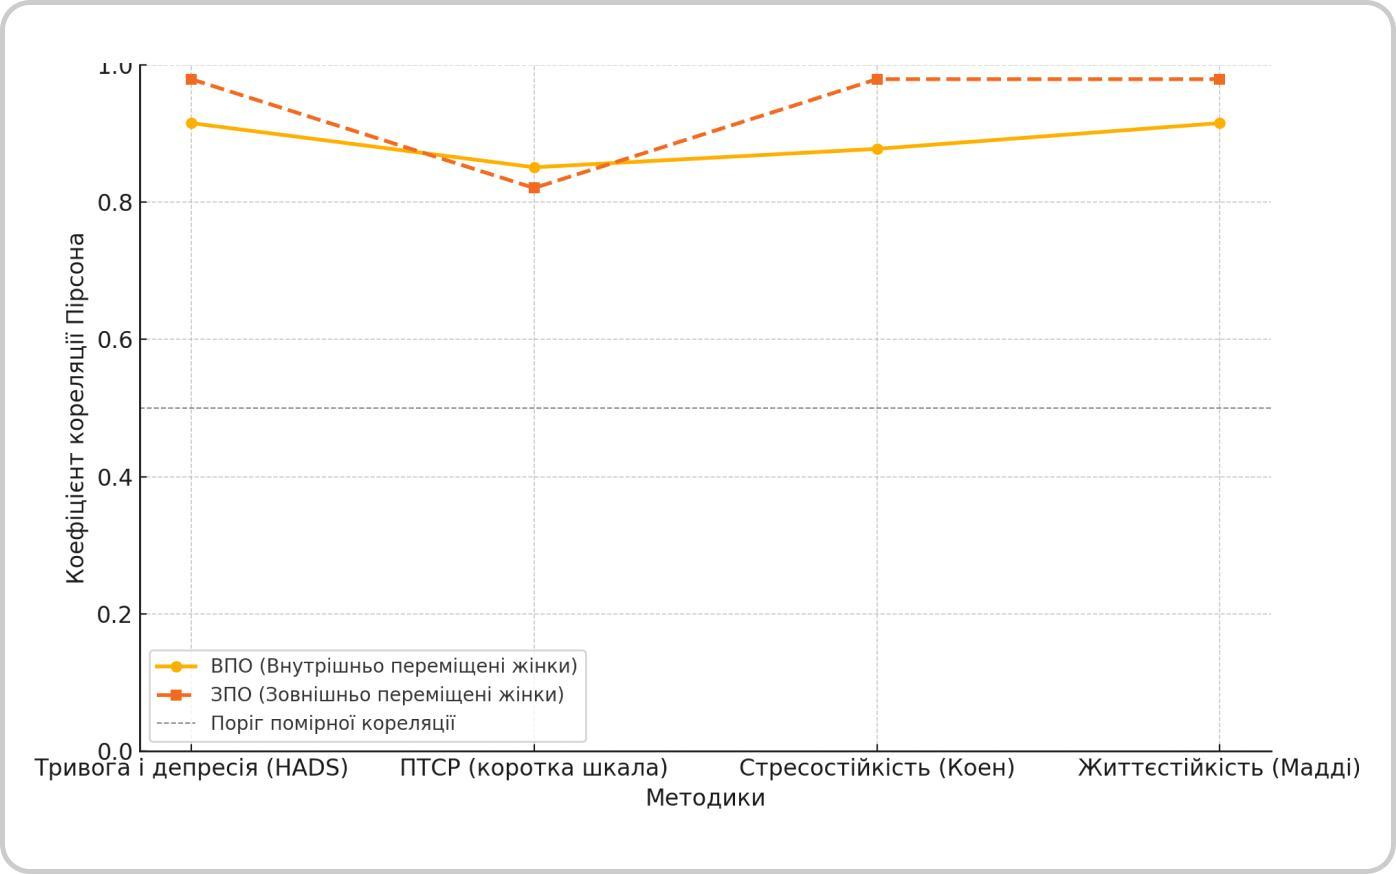 1.0
0.8
0.6
0.4
0.2
0.0
Коефіцієнт кореляції Пірсона
ВПО (Внутрішньо переміщені жінки)
ЗПО (Зовнішньо переміщені жінки)
Поріг помірної кореляції
Тривога і депресія (HADS) ПТСР (коротка шкала) Стресостійкість (Коен) Життєстійкість (Мадді)
Методики